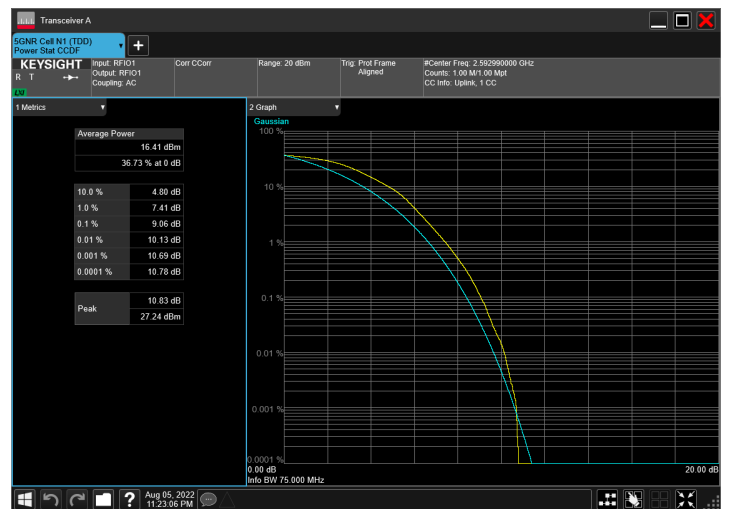 Transceiver A
5GNR Cell N1 (TDD)
Power Stat CCDF
KEYSIGHT
R T
LXI
Input: RFIO1
Output: RFIO1
Coupling: AC
Corr CCorr
Range: 20 dBm
Trig: Prot Frame
Aligned
#Center Freq: 2.592990000 GHz
Counts: 1.00 M/1.00 Mpt
CC Info: Uplink, 1 CC
1 Metrics
Average Power
16.41 dBm
36.73 % at 0 dB
10.0 % 4.80 dB
1.0 % 7.41 dB
0.1 % 9.06 dB
0.01 % 10.13 dB
0.001 % 10.69 dB
0.0001 % 10.78 dB
Peak
10.83 dB
27.24 dBm
2 Graph
Gaussian
100 %
10 %
1 %
0.1 %
0.01 %
0.001 %
0.0001 %
0.00 dB
20.00 dB
Info BW 75.000 MHz
?
Aug 05, 2022
11:23:06 PM